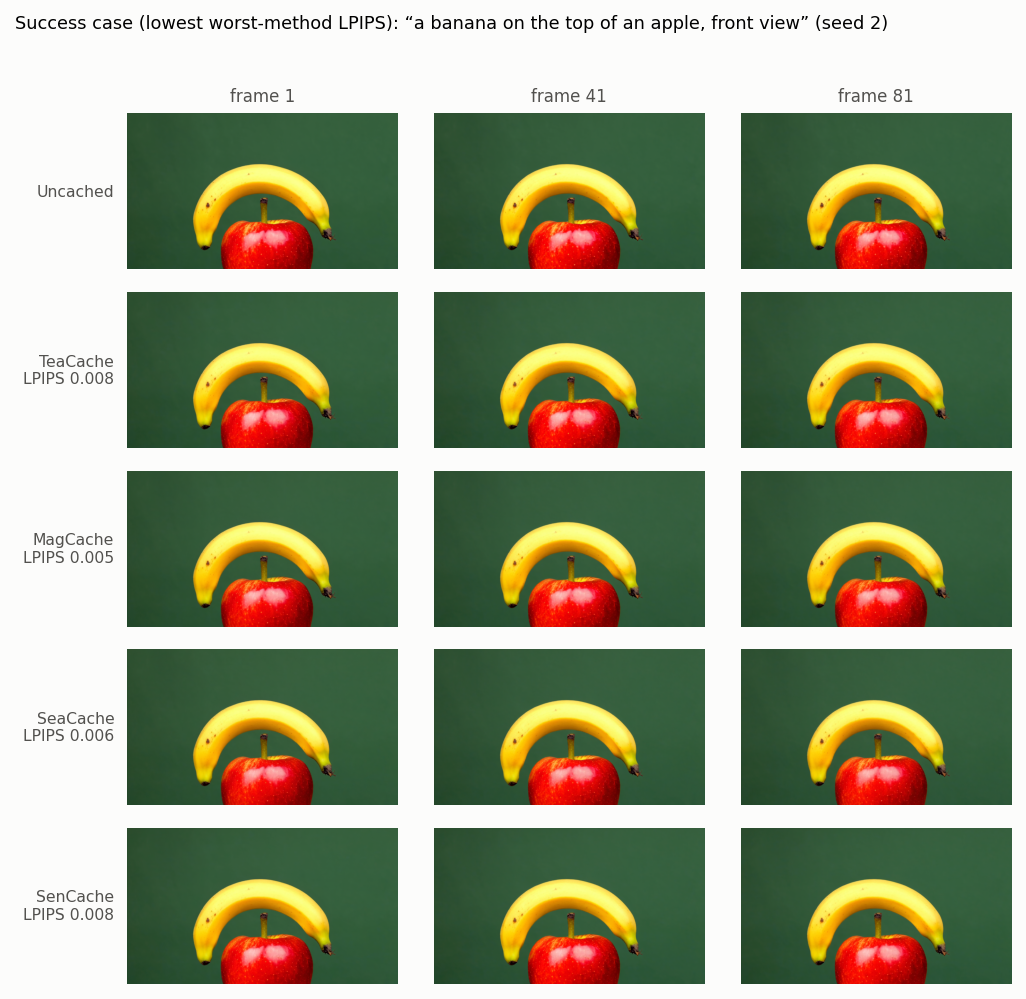 Success case (lowest worst-method LPIPS): “a banana on the top of an apple, front view” (seed 2)
frame 1
frame 41
frame 81
Uncached
TeaCache
LPIPS 0.008
MagCache
LPIPS 0.005
SeaCache
LPIPS 0.006
SenCache
LPIPS 0.008